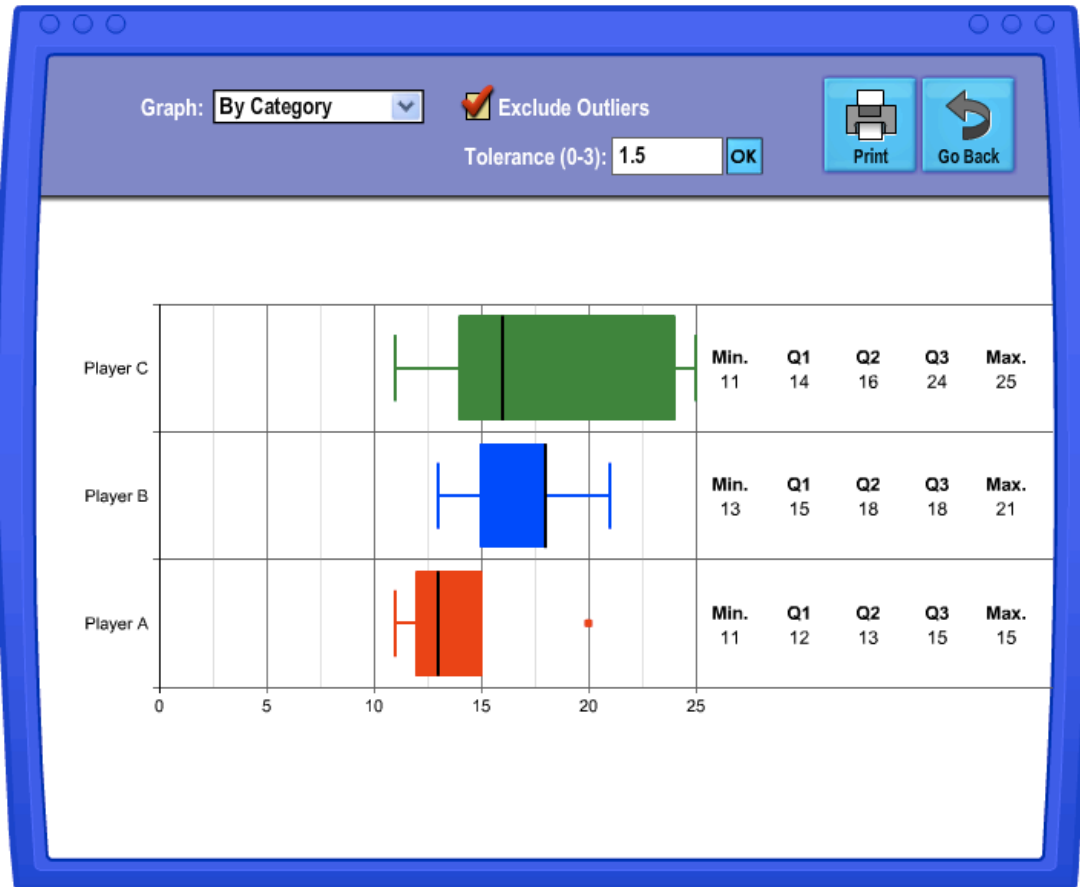 Graph: By Category
Exclude Outliers
Tolerance (0-3): 1.5 OK
Print
Go Back
Player C
Min. Q1 Q2 Q3 Max.
11 14 16 24 25
Player B
Min. Q1 Q2 Q3 Max.
13 15 18 18 21
Player A
Min. Q1 Q2 Q3 Max.
11 12 13 15 15
0 5 10 15 20 25